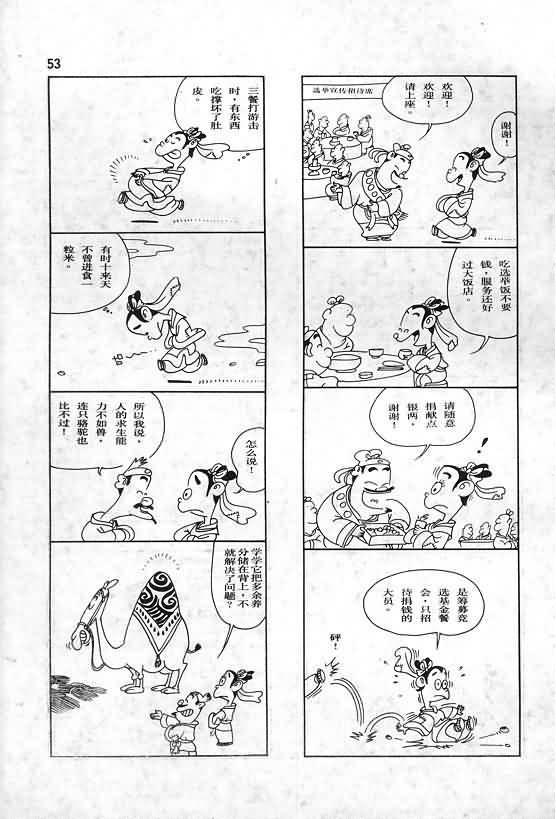 53
选举宣传招待席
欢迎!
欢迎!
请上座。
谢谢!
吃选举饭不要
钱,服务还好
过大饭店。
请随意
捐献点
银两,
谢谢!
!
是筹募竞
选基金餐
会,只招
待捐钱的
大员。
砰!
三餐打游击
时,有东西
吃撑坏了肚
皮。
有时十来天
不曾进食一
粒米。
咕
所以我说,
人的求生能
力不如兽,
连只骆驼也
比不过!
怎么说!
学学它把多余养
分储在背上,不
就解决了问题?